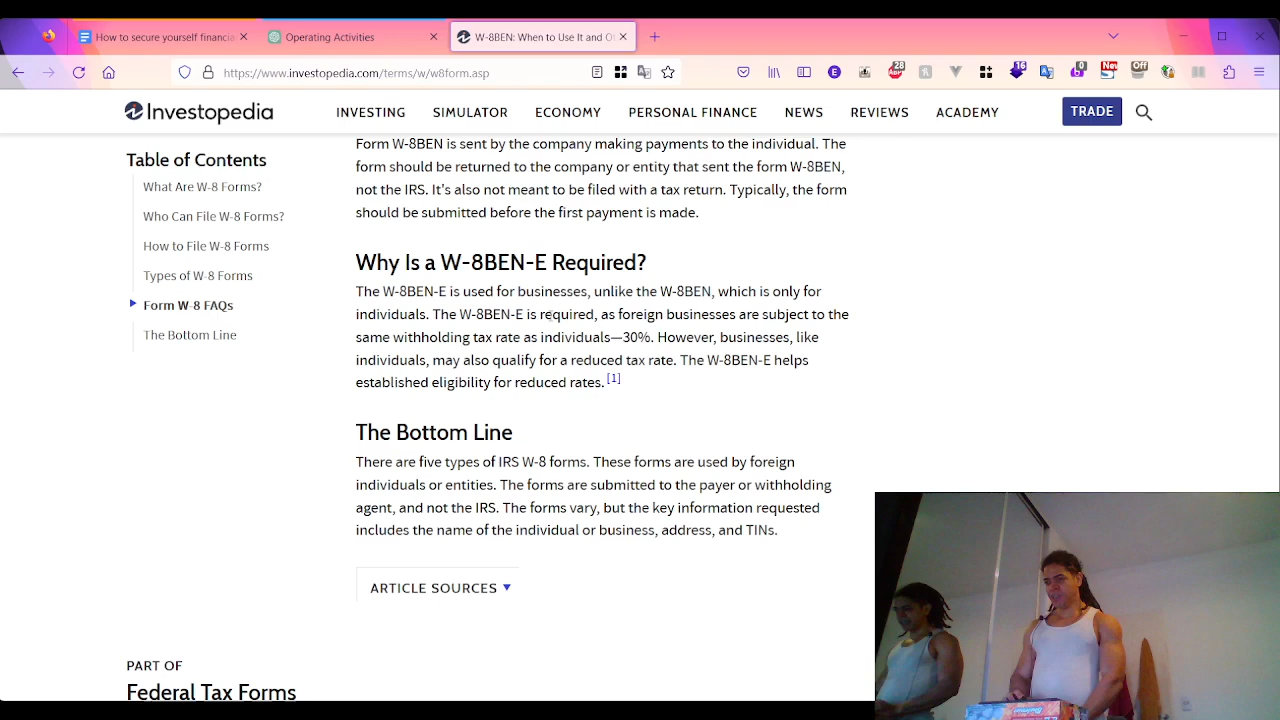 How to secure yourself financia
Operating Activities
W-8BEN: When to Use It and O
https://www.investopedia.com/terms/w/w8form.asp
28
16
0
New
Off
Investopedia
INVESTING
SIMULATOR
ECONOMY
PERSONAL FINANCE
NEWS
REVIEWS
ACADEMY
TRADE
Table of Contents
What Are W-8 Forms?
Who Can File W-8 Forms?
How to File W-8 Forms
Types of W-8 Forms
Form W-8 FAQs
The Bottom Line
Form W-8BEN is sent by the company making payments to the individual. The
form should be returned to the company or entity that sent the form W-8BEN,
not the IRS. It's also not meant to be filed with a tax return. Typically, the form
should be submitted before the first payment is made.
Why Is a W-8BEN-E Required?
The W-8BEN-E is used for businesses, unlike the W-8BEN, which is only for
individuals. The W-8BEN-E is required, as foreign businesses are subject to the
same withholding tax rate as individuals—30%. However, businesses, like
individuals, may also qualify for a reduced tax rate. The W-8BEN-E helps
established eligibility for reduced rates. [1]
The Bottom Line
There are five types of IRS W-8 forms. These forms are used by foreign
individuals or entities. The forms are submitted to the payer or withholding
agent, and not the IRS. The forms vary, but the key information requested
includes the name of the individual or business, address, and TINs.
ARTICLE SOURCES
PART OF
Federal Tax Forms